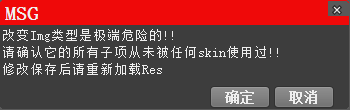 MSG
改变Img类型是极端危险的!!
请确认它的所有子项从未被任何skin使用过!!
修改保存后请重新加载Res
确定 取消